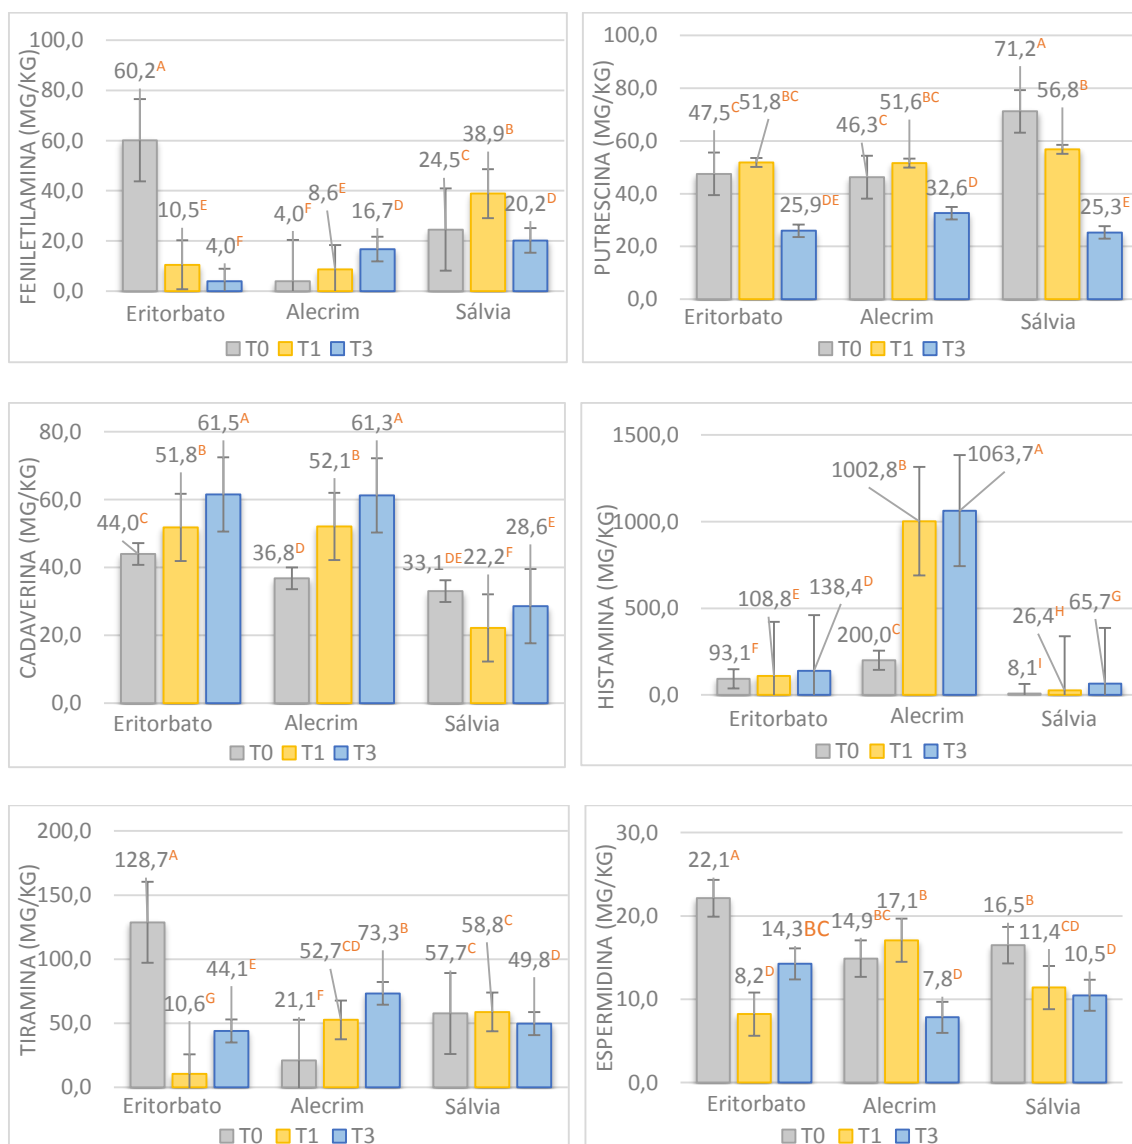 FENILETILAMINA (MG/KG)
100,0
80,0
60,0
40,0
20,0
0,0
60,2A
10,5E
4,0F
4,0F
8,6E
16,7D
24,5C
38,9B
20,2D
Eritorbato Alecrim Sálvia
T0 T1 T3
PUTRESCINA (MG/KG)
100,0
80,0
60,0
40,0
20,0
0,0
47,5C
51,8BC
25,9DE
46,3C
51,6BC
32,6D
71,2A
56,8B
25,3E
Eritorbato Alecrim Sálvia
T0 T1 T3
CADAVERINA (MG/KG)
80,0
60,0
40,0
20,0
0,0
44,0C
51,8B
61,5A
36,8D
52,1B
61,3A
33,1DE
22,2F
28,6E
Eritorbato Alecrim Sálvia
T0 T1 T3
HISTAMINA (MG/KG)
1500,0
1000,0
500,0
0,0
93,1F
108,8E
138,4D
200,0C
1002,8B
1063,7A
8,1I
26,4H
65,7G
Eritorbato Alecrim Sálvia
T0 T1 T3
TIRAMINA (MG/KG)
200,0
150,0
100,0
50,0
0,0
128,7A
10,6G
44,1E
21,1F
52,7CD
73,3B
57,7C
58,8C
49,8D
Eritorbato Alecrim Sálvia
T0 T1 T3
ESPERMIDINA (MG/KG)
30,0
20,0
10,0
0,0
22,1A
8,2D
14,3BC
14,9BC
17,1B
7,8D
16,5B
11,4CD
10,5D
Eritorbato Alecrim Sálvia
T0 T1 T3